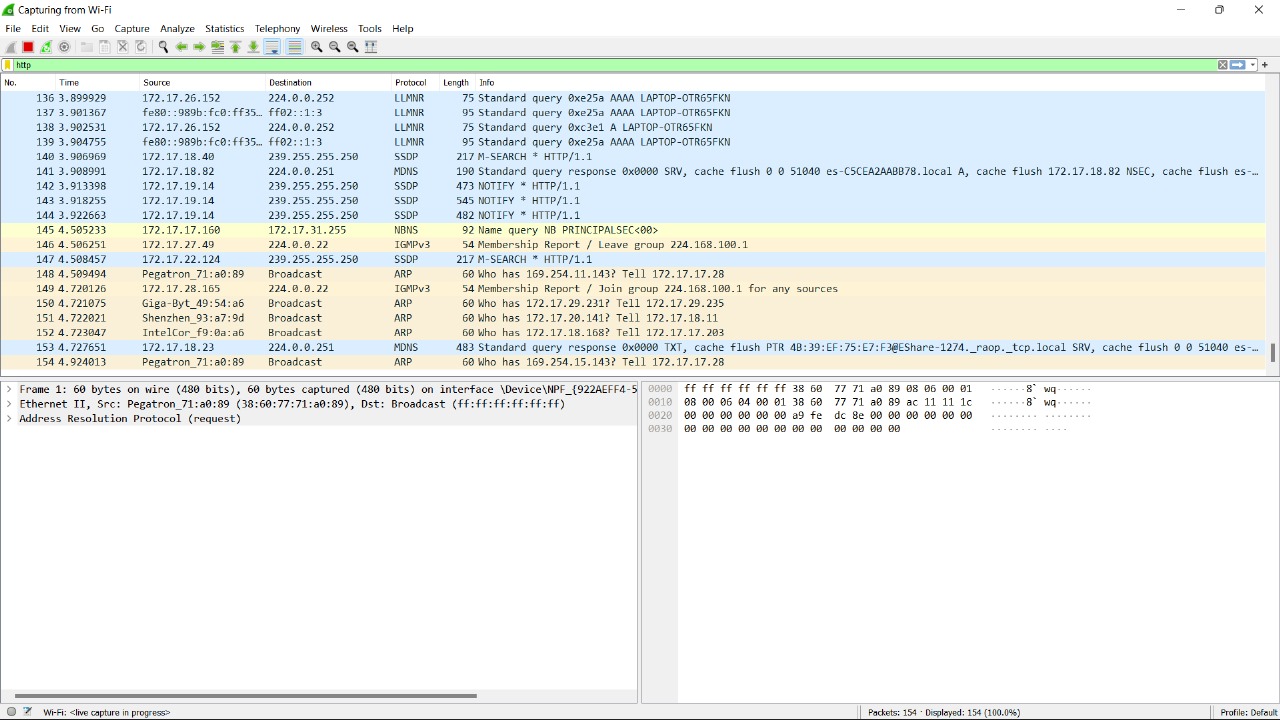 Capturing from Wi-Fi
File Edit View Go Capture Analyze Statistics Telephony Wireless Tools Help
http
No. Time Source Destination Protocol Length Info
136 3.899929 172.17.26.152 224.0.0.252 LLMNR 75 Standard query 0xe25a AAAA LAPTOP-OTR65FKN
137 3.901367 fe80::989b:fc0:ff35... ff02::1:3 LLMNR 95 Standard query 0xe25a AAAA LAPTOP-OTR65FKN
138 3.902531 172.17.26.152 224.0.0.252 LLMNR 75 Standard query 0xc3e1 A LAPTOP-OTR65FKN
139 3.904755 fe80::989b:fc0:ff35... ff02::1:3 LLMNR 95 Standard query 0xe25a AAAA LAPTOP-OTR65FKN
140 3.906969 172.17.18.40 239.255.255.250 SSDP 217 M-SEARCH * HTTP/1.1
141 3.908991 172.17.18.82 224.0.0.251 MDNS 190 Standard query response 0x0000 SRV, cache flush 0 0 51040 es-C5CEA2AABB78.local A, cache flush 172.17.18.82 NSEC, cache flush es-...
142 3.913398 172.17.19.14 239.255.255.250 SSDP 473 NOTIFY * HTTP/1.1
143 3.918255 172.17.19.14 239.255.255.250 SSDP 545 NOTIFY * HTTP/1.1
144 3.922663 172.17.19.14 239.255.255.250 SSDP 482 NOTIFY * HTTP/1.1
145 4.505233 172.17.17.160 172.17.31.255 NBNS 92 Name query NB PRINCIPALSEC<00>
146 4.506251 172.17.27.49 224.0.0.22 IGMPv3 54 Membership Report / Leave group 224.168.100.1
147 4.508457 172.17.22.124 239.255.255.250 SSDP 217 M-SEARCH * HTTP/1.1
148 4.509494 Pegatron_71:a0:89 Broadcast ARP 60 Who has 169.254.11.143? Tell 172.17.17.28
149 4.720126 172.17.28.165 224.0.0.22 IGMPv3 54 Membership Report / Join group 224.168.100.1 for any sources
150 4.721075 Giga-Byt_49:54:a6 Broadcast ARP 60 Who has 172.17.29.231? Tell 172.17.29.235
151 4.722021 Shenzhen_93:a7:9d Broadcast ARP 60 Who has 172.17.20.141? Tell 172.17.18.11
152 4.723047 IntelCor_f9:0a:a6 Broadcast ARP 60 Who has 172.17.18.168? Tell 172.17.17.203
153 4.727651 172.17.18.23 224.0.0.251 MDNS 483 Standard query response 0x0000 TXT, cache flush PTR 4B:39:EF:75:E7:F3@EShare-1274._raop._tcp.local SRV, cache flush 0 0 51040 es-...
154 4.924013 Pegatron_71:a0:89 Broadcast ARP 60 Who has 169.254.15.143? Tell 172.17.17.28
Frame 1: 60 bytes on wire (480 bits), 60 bytes captured (480 bits) on interface \Device\NPF_{922AEFF4-5
Ethernet II, Src: Pegatron_71:a0:89 (38:60:77:71:a0:89), Dst: Broadcast (ff:ff:ff:ff:ff:ff)
Address Resolution Protocol (request)
0000 ff ff ff ff ff ff 38 60 77 71 a0 89 08 06 00 01 ······8` wq······
0010 08 00 06 04 00 01 38 60 77 71 a0 89 ac 11 11 1c ······8` wq······
0020 00 00 00 00 00 00 a9 fe dc 8e 00 00 00 00 00 00 ········ ········
0030 00 00 00 00 00 00 00 00 00 00 00 00 ········ ····
Wi-Fi: <live capture in progress>
Packets: 154 · Displayed: 154 (100.0%)
Profile: Default